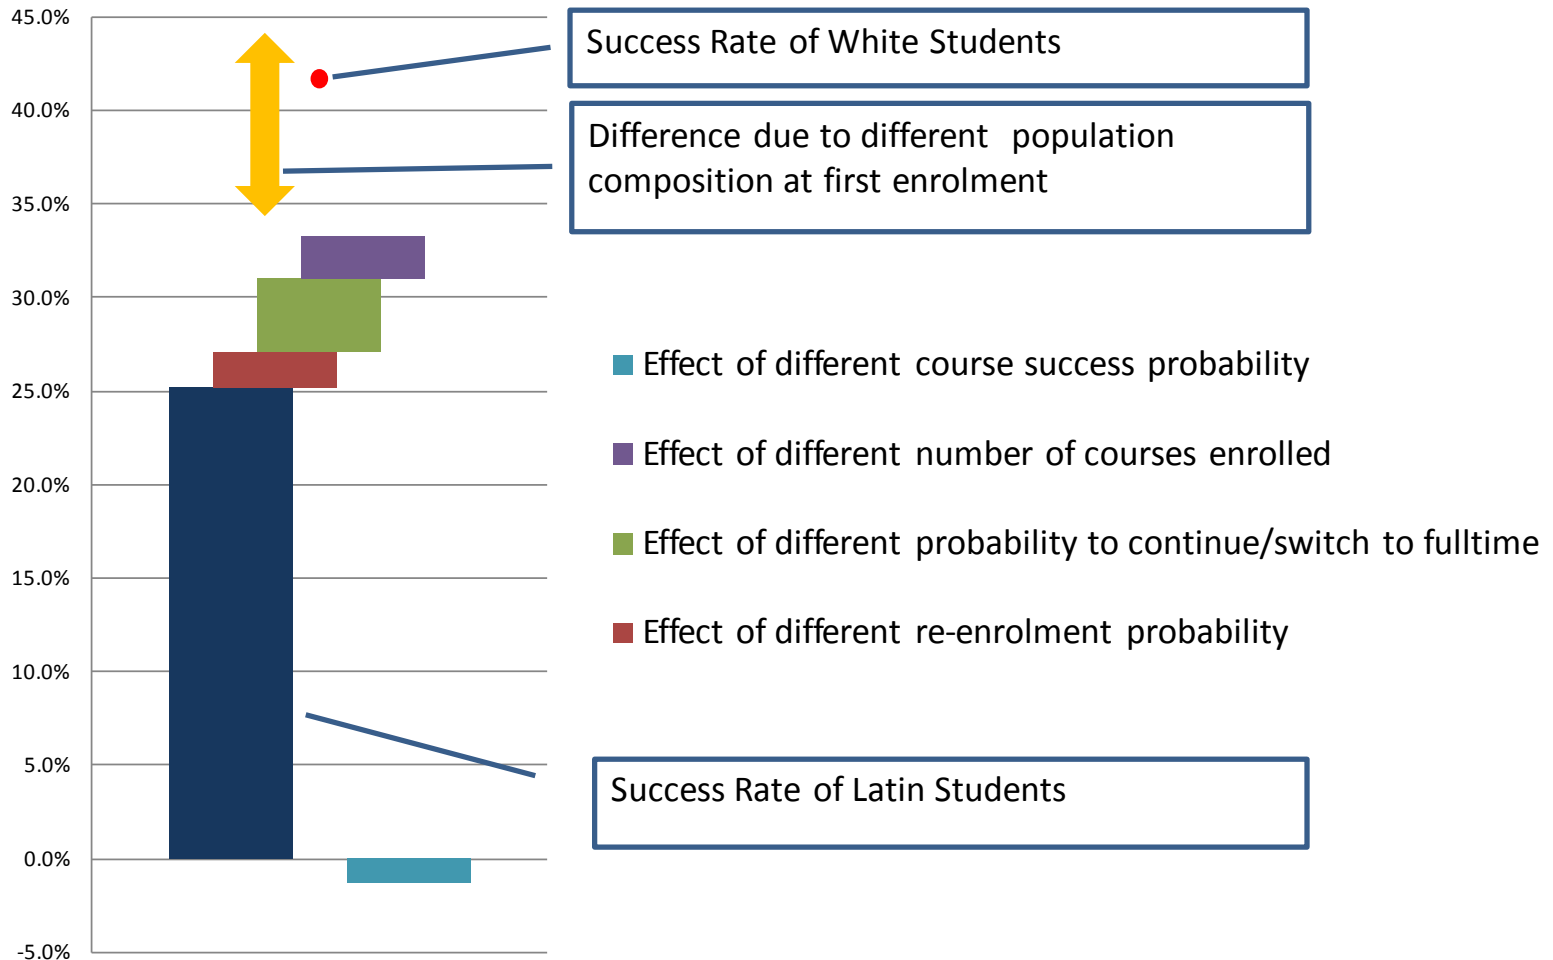 45.0%
40.0%
35.0%
30.0%
25.0%
20.0%
15.0%
10.0%
5.0%
0.0%
-5.0%
Success Rate of White Students
Difference due to different population
composition at first enrolment
Effect of different course success probability
Effect of different number of courses enrolled
Effect of different probability to continue/switch to fulltime
Effect of different re-enrolment probability
Success Rate of Latin Students